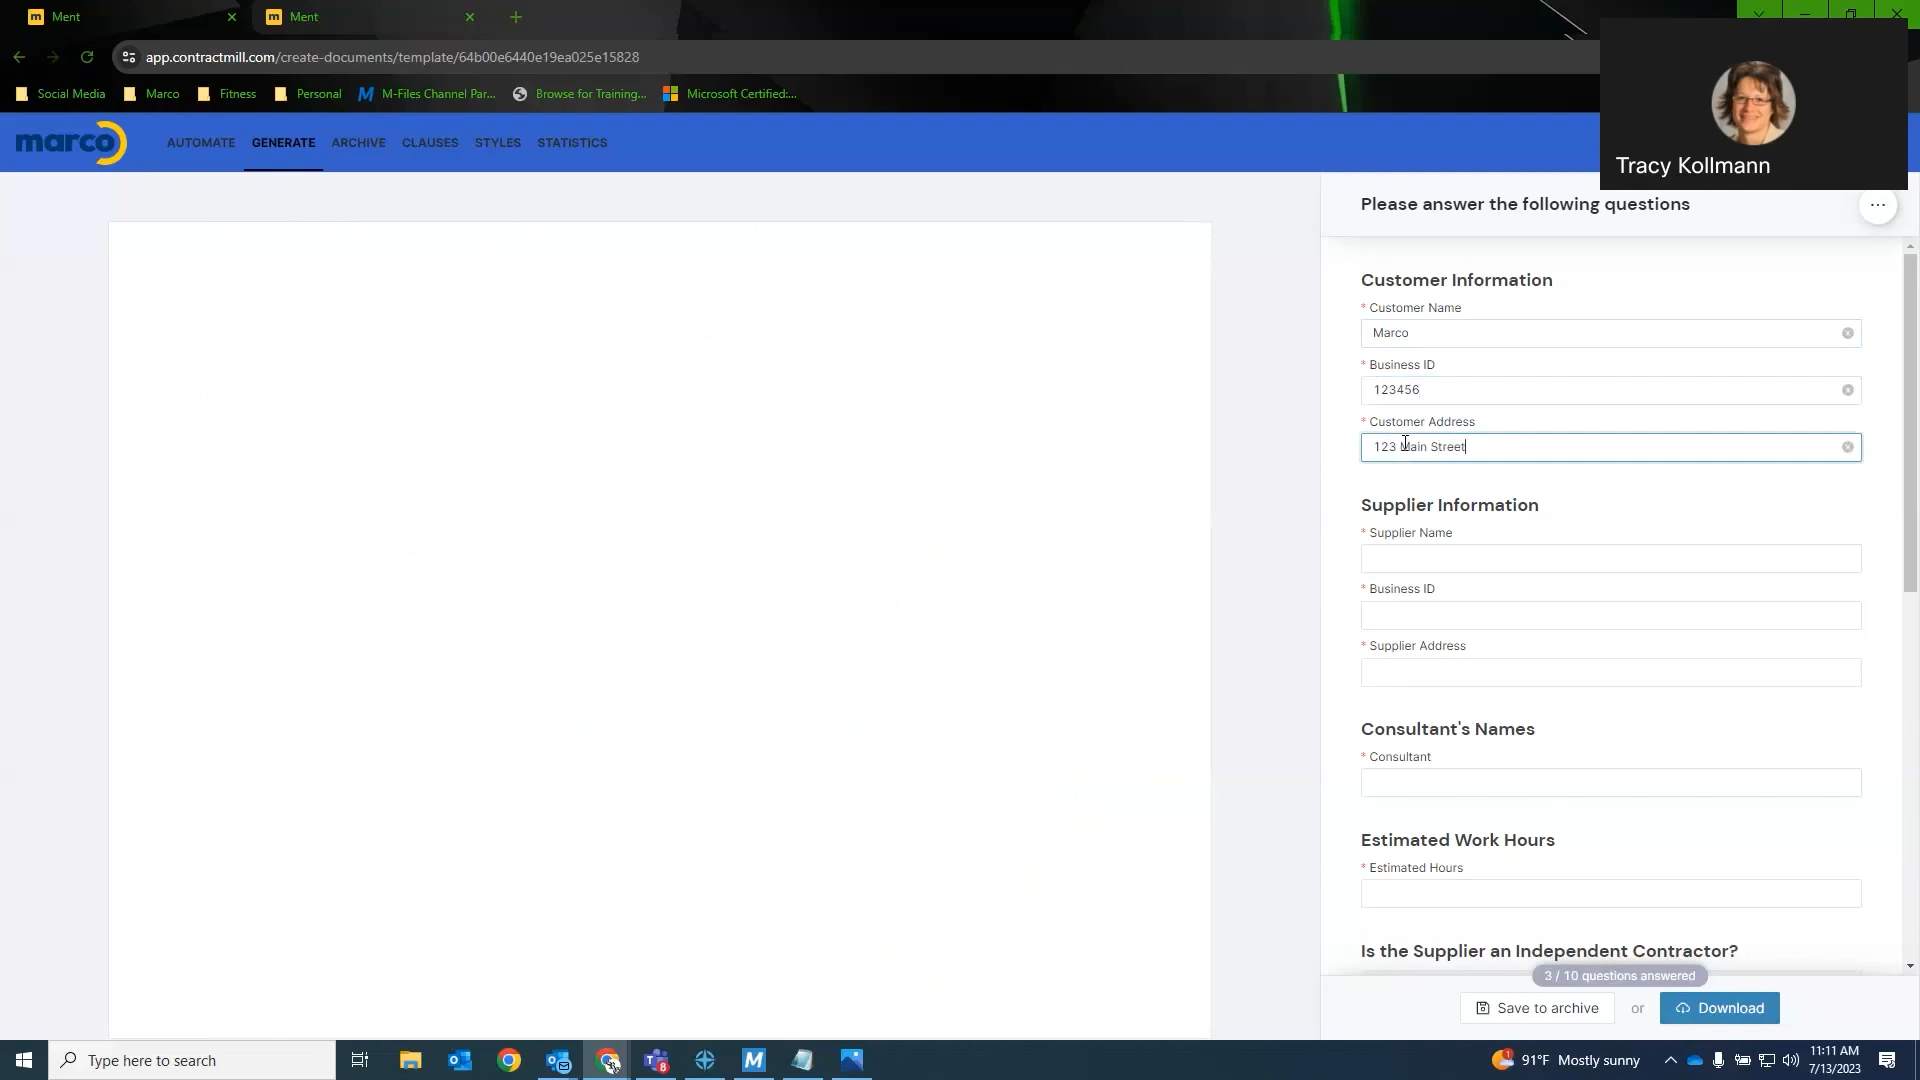 Ment
Ment
app.contractmill.com/create-documents/template/64b00e6440e19ea025e15828
Social Media
Marco
Fitness
Personal
M-Files Channel Par...
Browse for Training...
Microsoft Certified:...
Tracy Kollmann
marco
AUTOMATE
GENERATE
ARCHIVE
CLAUSES
STYLES
STATISTICS
Please answer the following questions
Customer Information
* Customer Name
Marco
* Business ID
123456
* Customer Address
123 Main Street
Supplier Information
* Supplier Name
* Business ID
* Supplier Address
Consultant's Names
* Consultant
Estimated Work Hours
* Estimated Hours
Is the Supplier an Independent Contractor?
3 / 10 questions answered
Save to archive
or
Download
Type here to search
8
1
91°F Mostly sunny
11:11 AM
7/13/2023